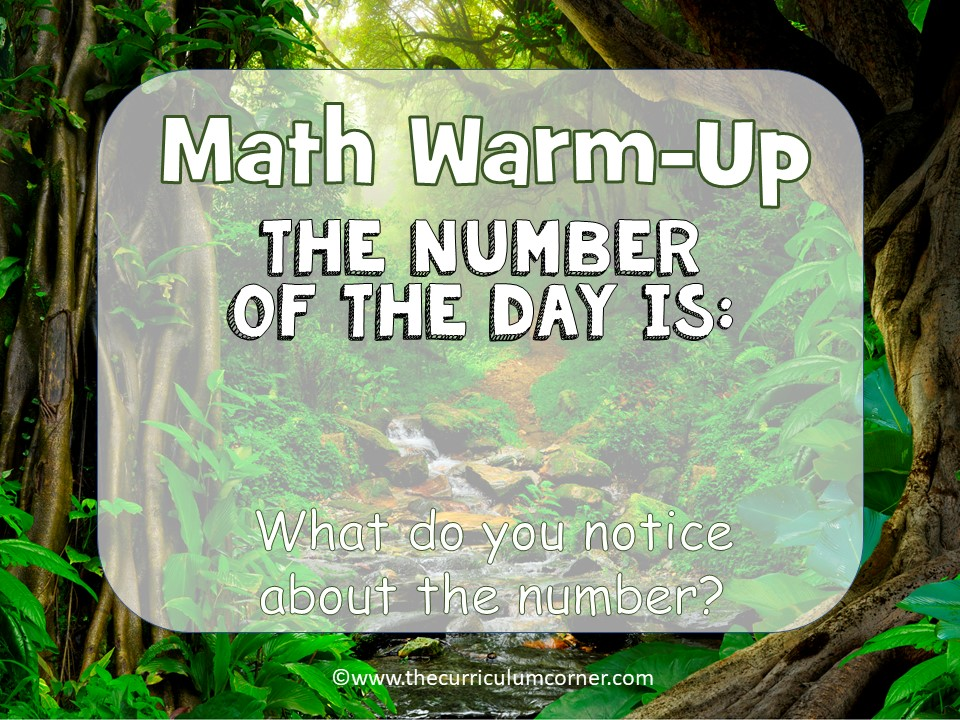 Math Warm-Up
THE NUMBER
OF THE DAY IS:
What do you notice
about the number?
©www.thecurriculumcorner.com